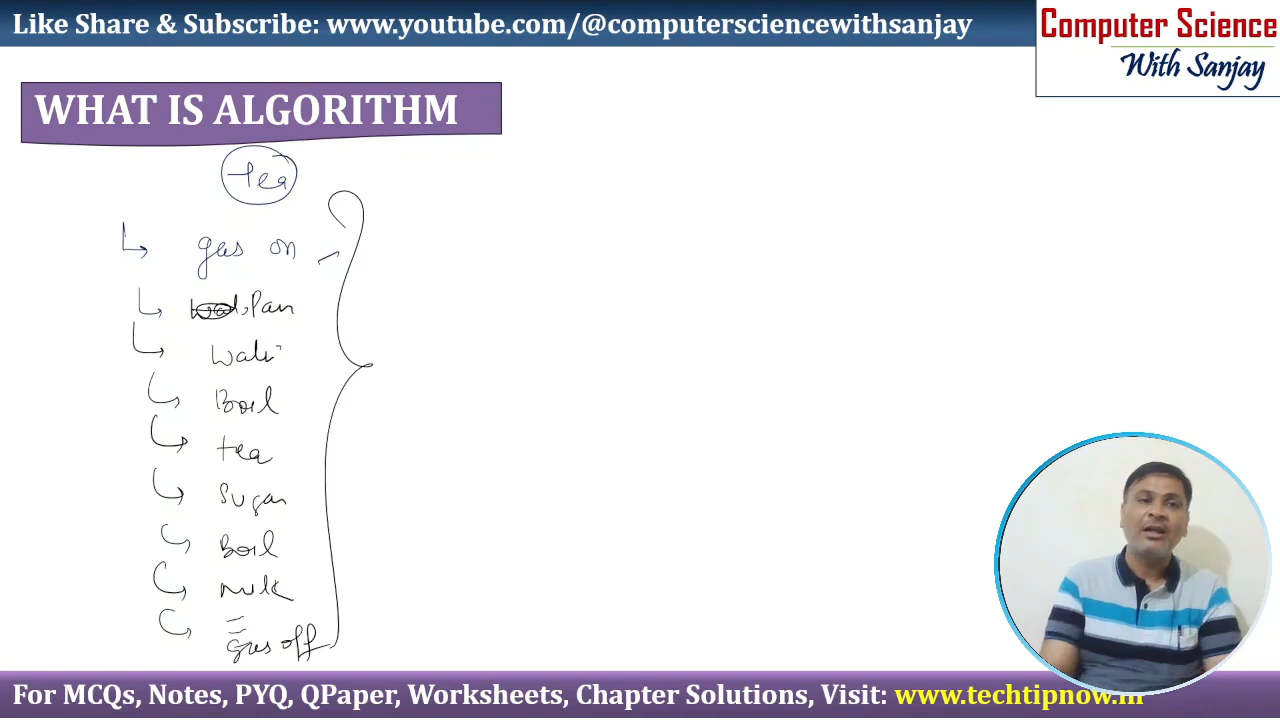 Like Share & Subscribe: www.youtube.com/@computersciencewithsanjay
Computer Science
With Sanjay
WHAT IS ALGORITHM
tea
gas on
Pan
Boil
tea
Sugar
Boil
Milk
gas off
For MCQs, Notes, PYQ, QPaper, Worksheets, Chapter Solutions, Visit: www.techtipnow.in